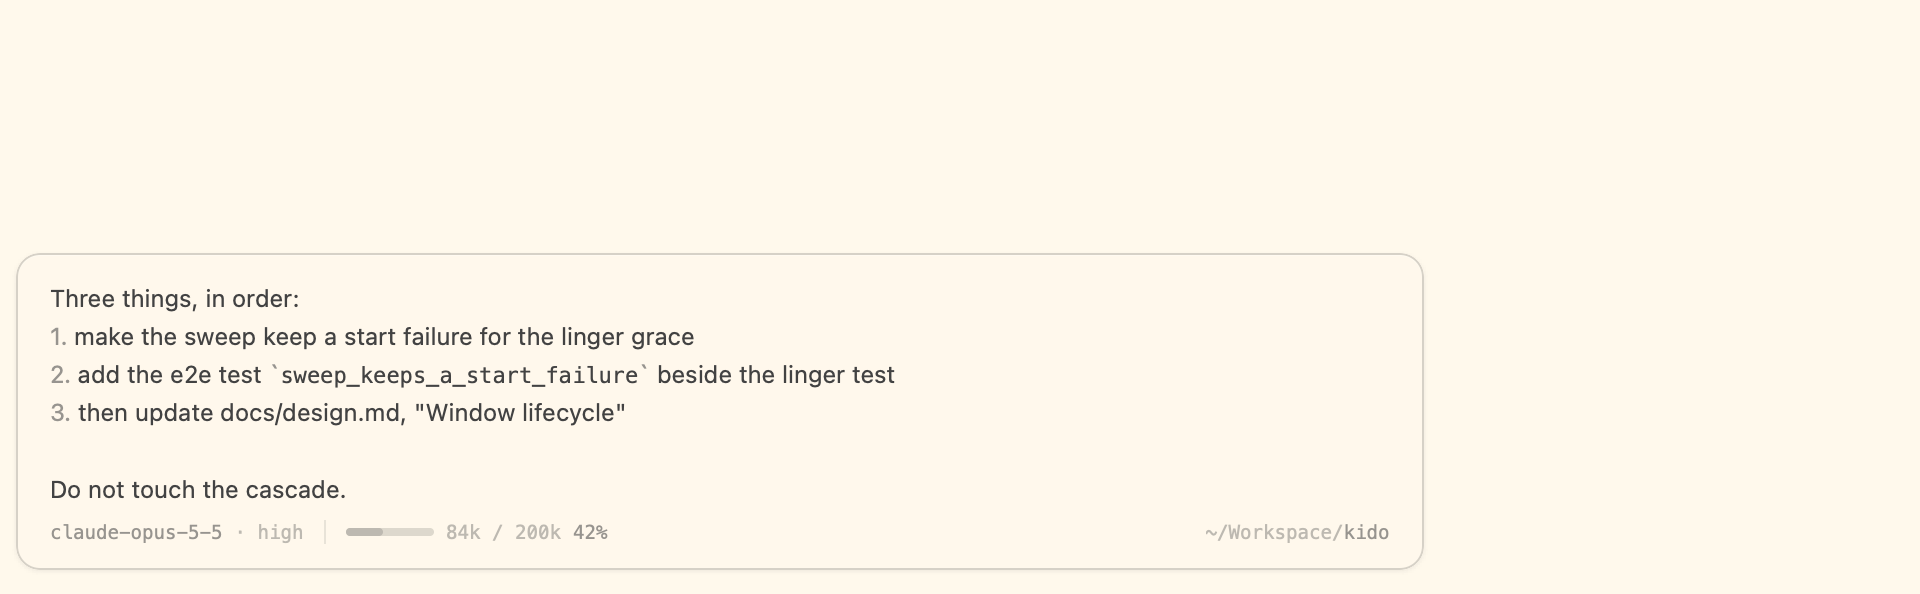 Three things, in order:
1. make the sweep keep a start failure for the linger grace
2. add the e2e test `sweep_keeps_a_start_failure` beside the linger test
3. then update docs/design.md, "Window lifecycle"
Do not touch the cascade.
claude-opus-5-5 · high | 84k / 200k 42% ~/Workspace/kido